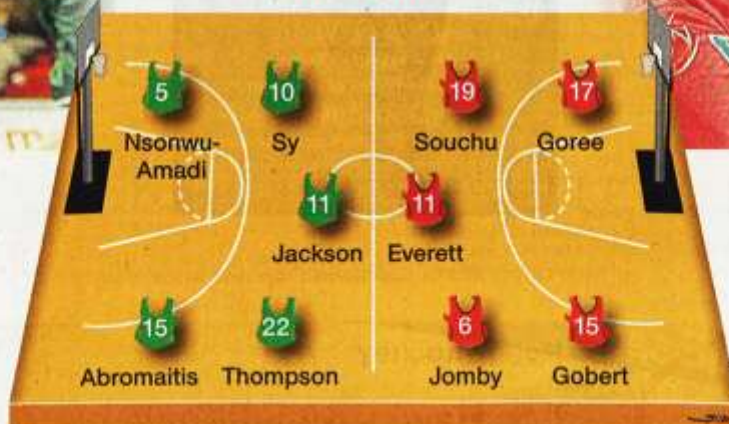 5
10
19
17
Nsonwu-
Amadi
Sy
Souchu
Goree
11
11
Jackson
Everett
15
22
6
15
Abromaitis
Thompson
Jomby
Gobert